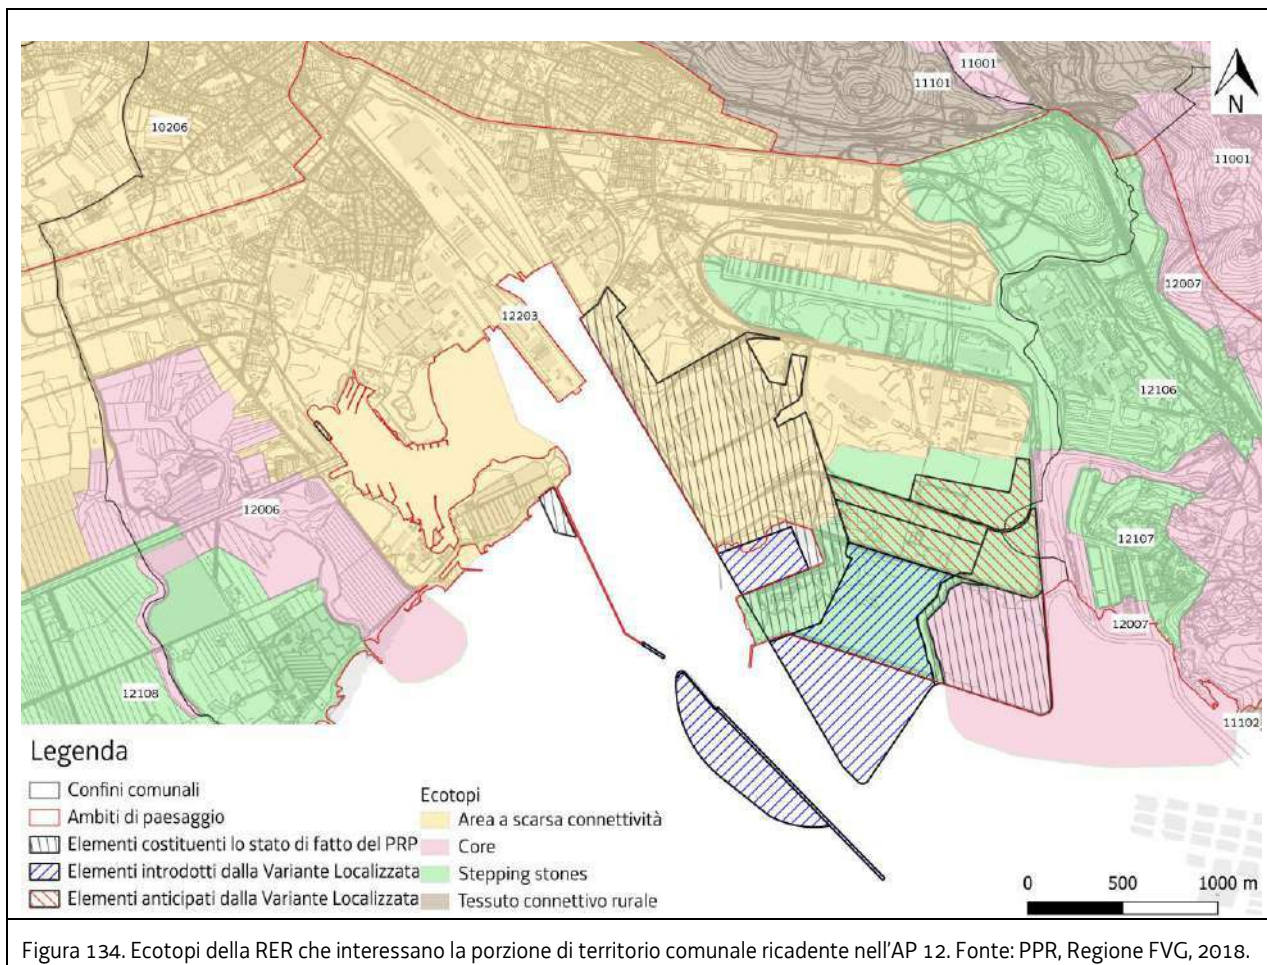 11001
11101
N
10206
11001
12007
12203
12106
12006
12107
12007
12108
11102
Legenda
Confini comunali
Ambiti di paesaggio
Elementi costituenti lo stato di fatto del PRP
Elementi introdotti dalla Variante Localizzata
Elementi anticipati dalla Variante Localizzata
Ecotopi
Area a scarsa connettività
Core
Stepping stones
Tessuto connettivo rurale
0 500 1000 m
Figura 134. Ecotopi della RER che interessano la porzione di territorio comunale ricadente nell'AP 12. Fonte: PPR, Regione FVG, 2018.